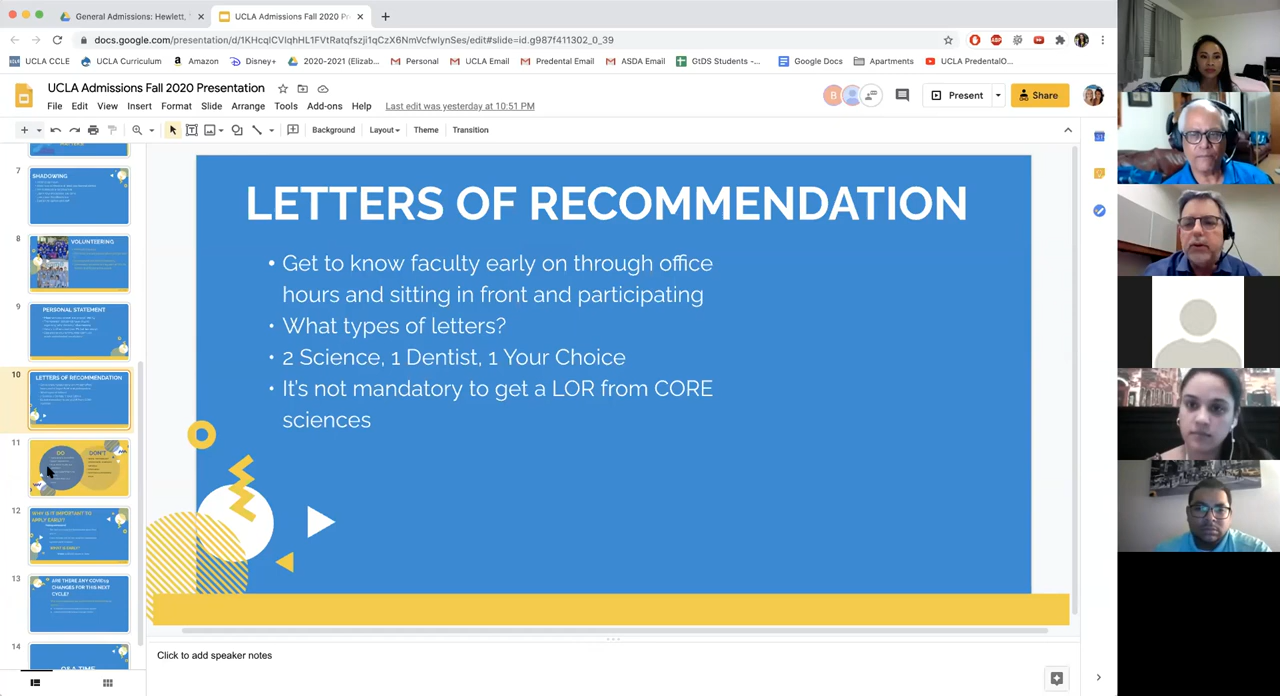 General Admissions: Hewlett,
UCLA Admissions Fall 2020 Pr
docs.google.com/presentation/d/1KHcqlCVIqhHL1FVtRatqfszji1qCzX6NmVcfwIynSes/edit#slide=id.g987f411302_0_39
UCLA CCLE
UCLA Curriculum
Amazon
Disney+
2020-2021 (Elizab...
Personal
UCLA Email
Predental Email
ASDA Email
GtDS Students -...
Google Docs
Apartments
UCLA PredentalO...
UCLA Admissions Fall 2020 Presentation
File Edit View Insert Format Slide Arrange Tools Add-ons Help Last edit was yesterday at 10:51 PM
B
Present
Share
Background Layout Theme Transition
7
SHADOWING
8
VOLUNTEERING
9
PERSONAL STATEMENT
10
LETTERS OF RECOMMENDATION
11
DO
DON'T
12
WHY IS IT IMPORTANT TO
APPLY EARLY?
WHAT IS EARLY?
13
ARE THERE ANY COVID19
CHANGES FOR THIS NEXT
CYCLE?
14
Q&A TIME
LETTERS OF RECOMMENDATION
• Get to know faculty early on through office
hours and sitting in front and participating
• What types of letters?
• 2 Science, 1 Dentist, 1 Your Choice
• It's not mandatory to get a LOR from CORE
sciences
Click to add speaker notes